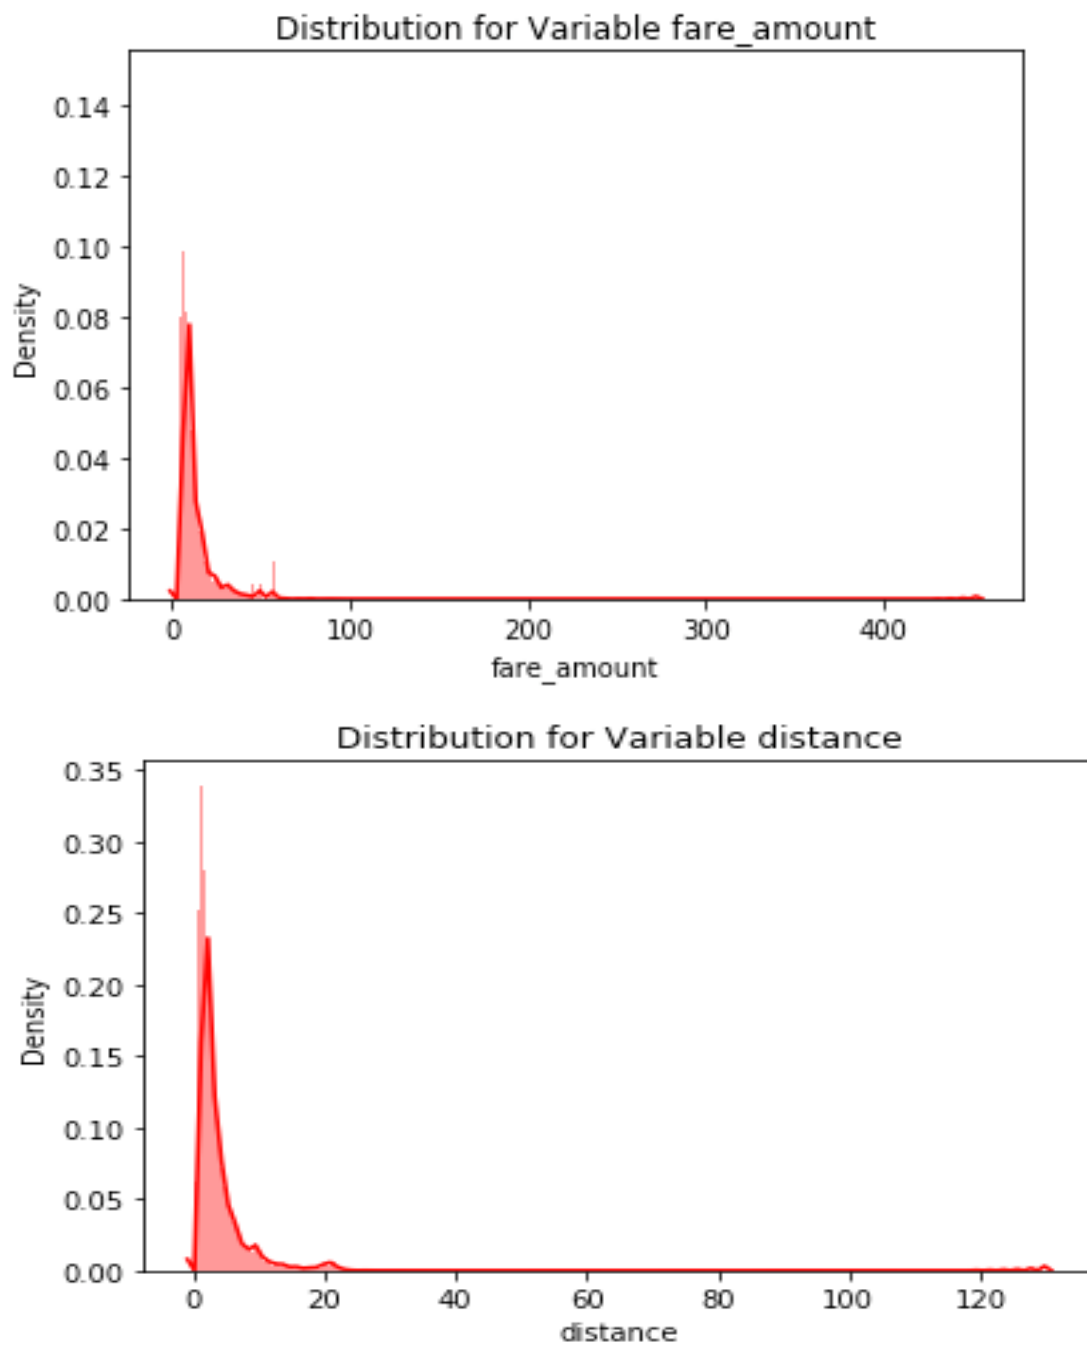 Distribution for Variable fare_amount
0.14
0.12
0.10
0.08
0.06
0.04
0.02
0.00
Density
0 100 200 300 400
fare_amount
Distribution for Variable distance
0.35
0.30
0.25
0.20
0.15
0.10
0.05
0.00
Density
0 20 40 60 80 100 120
distance